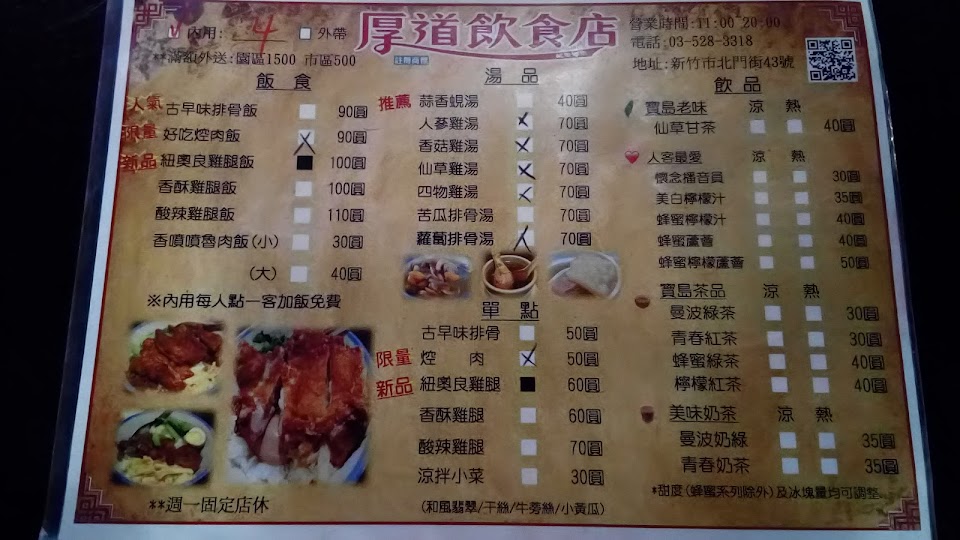 內用: 4 外帶
**滿額外送:園區1500 市區500
厚道飲食店
營業時間:11:00 20:00
電話:03-528-3318
地址:新竹市北門街43號
飯 食
人氣 古早味排骨飯 90圓
限量 好吃焢肉飯 90圓
新品 紐奧良雞腿飯 100圓
香酥雞腿飯 100圓
酸辣雞腿飯 110圓
香噴噴魯肉飯(小) 30圓
(大) 40圓
※內用每人點一客加飯免費
**週一固定店休
湯 品
推薦 蒜香蜆湯 40圓
人蔘雞湯 70圓
香菇雞湯 70圓
仙草雞湯 70圓
四物雞湯 70圓
苦瓜排骨湯 70圓
蘿蔔排骨湯 70圓
單 點
古早味排骨 50圓
限量 焢 肉 50圓
新品 紐奧良雞腿 60圓
香酥雞腿 60圓
酸辣雞腿 70圓
涼拌小菜 30圓
(和風翡翠/干絲/牛蒡絲/小黃瓜)
飲 品
寶島老味 涼 熱
仙草甘茶 40圓
人客最愛 涼 熱
懷念播音員 30圓
美白檸檬汁 35圓
蜂蜜檸檬汁 40圓
蜂蜜蘆薈 40圓
蜂蜜檸檬蘆薈 50圓
寶島茶品 涼 熱
曼波綠茶 30圓
青春紅茶 30圓
蜂蜜綠茶 40圓
檸檬紅茶 40圓
美味奶茶 涼 熱
曼波奶綠 35圓
青春奶茶 35圓
*甜度(蜂蜜系列除外)及冰塊量均可調整